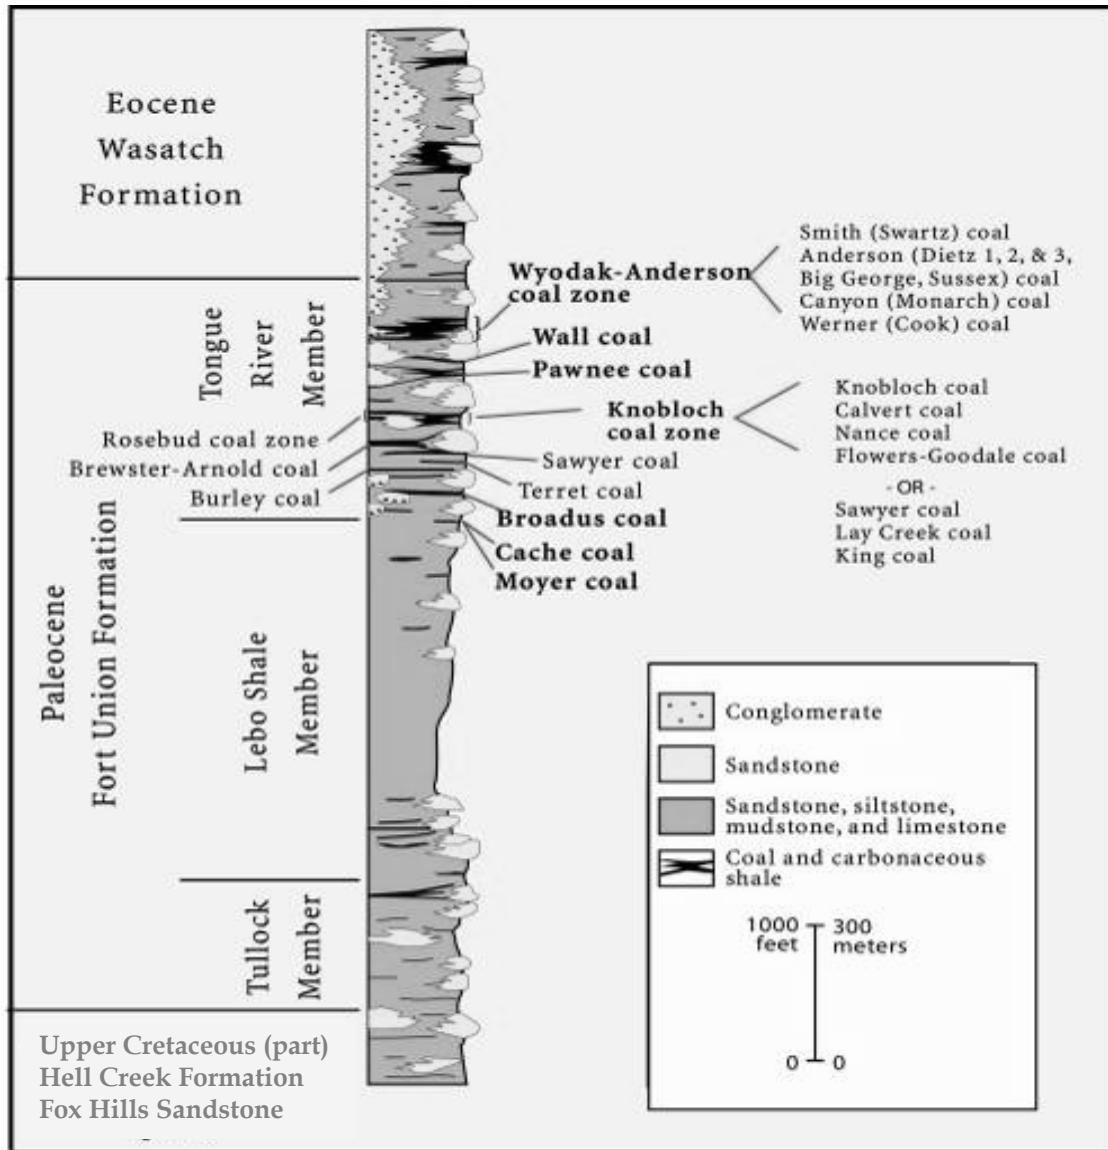 Eocene
Wasatch
Formation
Tongue
River
Member
Paleocene
Fort Union Formation
Lebo Shale
Member
Tullock
Member
Upper Cretaceous (part)
Hell Creek Formation
Fox Hills Sandstone
Wyodak-Anderson
coal zone
Smith (Swartz) coal
Anderson (Dietz 1, 2, & 3,
Big George, Sussex) coal
Canyon (Monarch) coal
Werner (Cook) coal
Wall coal
Pawnee coal
Knobloch
coal zone
Knobloch coal
Calvert coal
Nance coal
Flowers-Goodale coal
- OR -
Sawyer coal
Lay Creek coal
King coal
Rosebud coal zone
Brewster-Arnold coal
Burley coal
Sawyer coal
Terret coal
Broadus coal
Cache coal
Moyer coal
Conglomerate
Sandstone
Sandstone, siltstone,
mudstone, and limestone
Coal and carbonaceous
shale
1000 300
feet meters
0 0